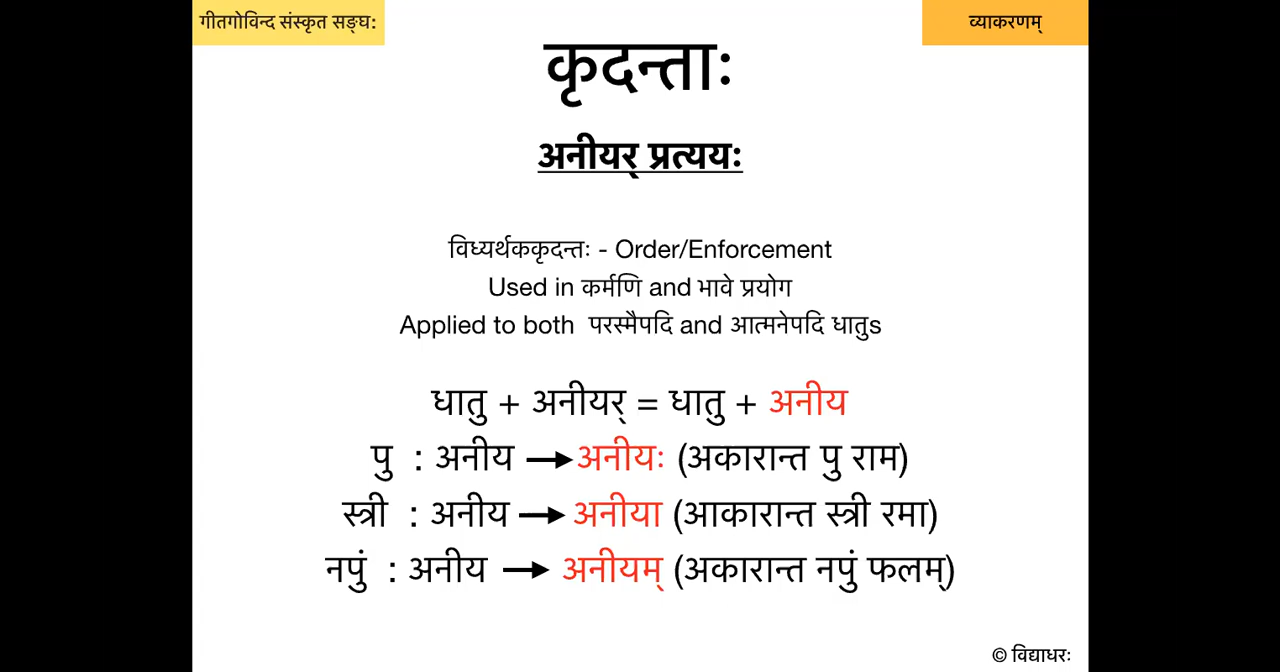 गीतगोविन्द संस्कृत सङ्घः
व्याकरणम्
कृदन्ताः
अनीयर् प्रत्ययः
विध्यर्थककृदन्तः - Order/Enforcement
Used in कर्मणि and भावे प्रयोग
Applied to both परस्मैपदि and आत्मनेपदि धातुs
धातु + अनीयर् = धातु + अनीय
पु : अनीय → अनीयः (अकारान्त पु राम)
स्त्री : अनीय → अनीया (आकारान्त स्त्री रमा)
नपुं : अनीय → अनीयम् (अकारान्त नपुं फलम्)
© विद्याधरः